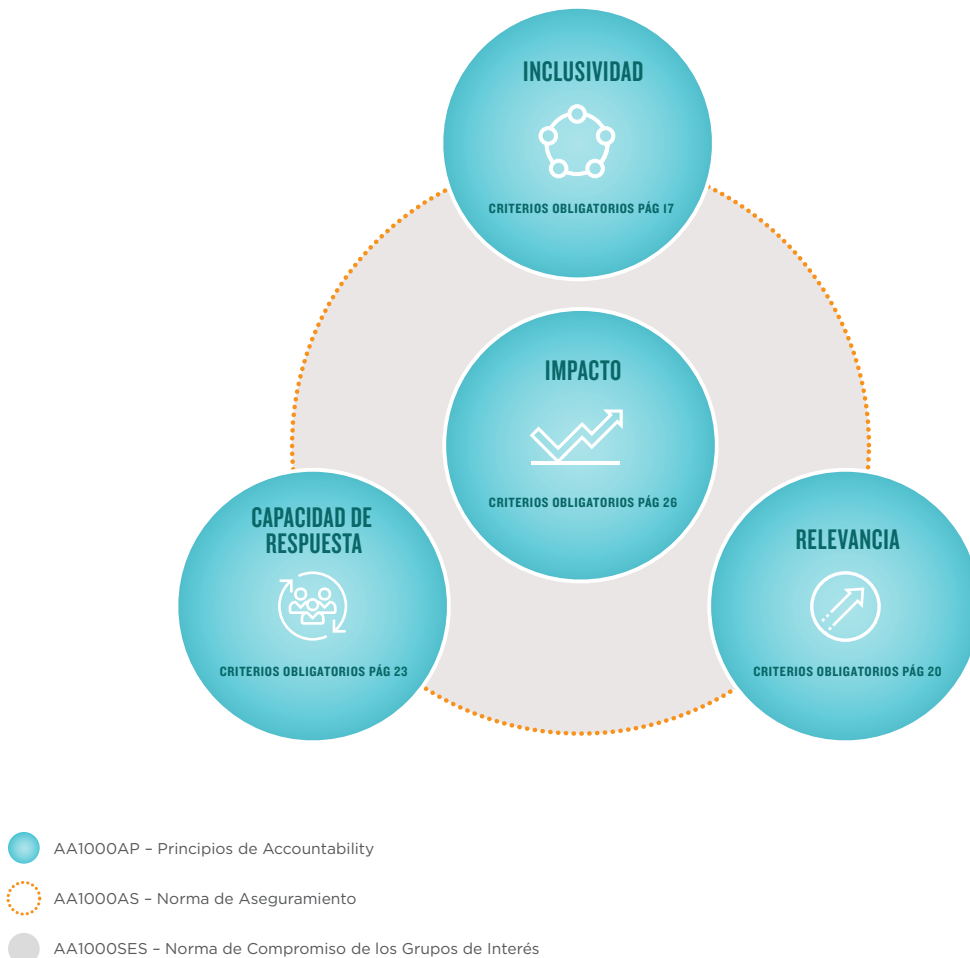 INCLUSIVIDAD
CRITERIOS OBLIGATORIOS PÁG 17
IMPACTO
CRITERIOS OBLIGATORIOS PÁG 26
CAPACIDAD DE
RESPUESTA
CRITERIOS OBLIGATORIOS PÁG 23
RELEVANCIA
CRITERIOS OBLIGATORIOS PÁG 20
AA1000AP – Principios de Accountability
AA1000AS – Norma de Aseguramiento
AA1000SES – Norma de Compromiso de los Grupos de Interés